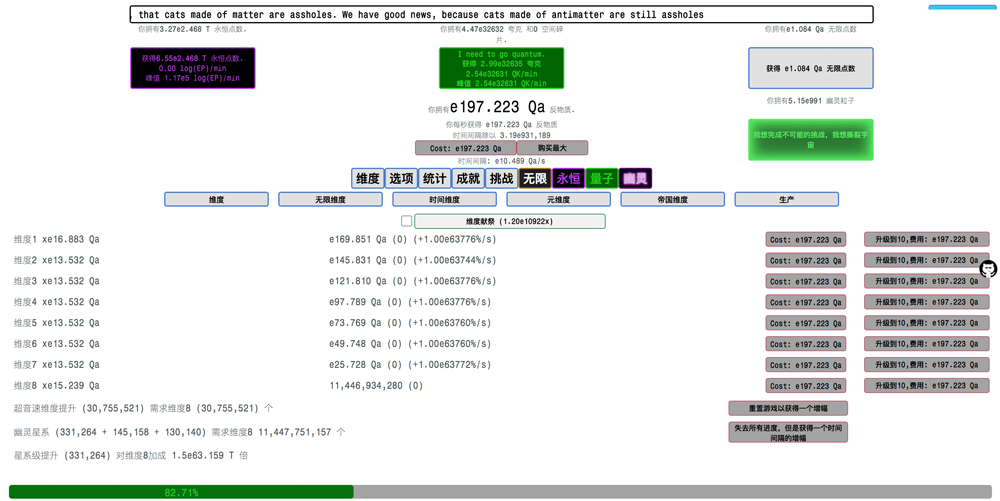 , that cats made of matter are assholes. We have good news, because cats made of antimatter are still assholes
你拥有3.27e2.468 T 永恒点数.
你拥有4.47e32632 夸克 和0 空间碎片.
你拥有e1.084 Qa 无限点数
获得6.55e2.468 T 永恒点数.
0.00 log(EP)/min
峰值 1.17e5 log(EP)/min
I need to go quantum.
获得 2.99e32635 夸克
2.54e32631 QK/min
峰值 2.54e32631 QK/min
获得 e1.084 Qa 无限点数
你拥有e197.223 Qa 反物质.
你拥有5.15e991 幽灵粒子
你每秒获得 e197.223 Qa 反物质
时间间隔除以 3.19e931,189
我想完成不可能的挑战，我想撕裂宇宙
Cost: e197.223 Qa 购买最大
时间间隔: e10.489 Qa/s
维度 选项 统计 成就 挑战 无限 永恒 量子 幽灵
维度 无限维度 时间维度 元维度 帝国维度 生产
维度献祭 (1.20e10922x)
维度1 xe16.883 Qa e169.851 Qa (0) (+1.00e63776%/s) Cost: e197.223 Qa 升级到10,费用: e197.223 Qa
维度2 xe13.532 Qa e145.831 Qa (0) (+1.00e63744%/s) Cost: e197.223 Qa 升级到10,费用: e197.223 Qa
维度3 xe13.532 Qa e121.810 Qa (0) (+1.00e63776%/s) Cost: e197.223 Qa 升级到10,费用: e197.223 Qa
维度4 xe13.532 Qa e97.789 Qa (0) (+1.00e63776%/s) Cost: e197.223 Qa 升级到10,费用: e197.223 Qa
维度5 xe13.532 Qa e73.769 Qa (0) (+1.00e63760%/s) Cost: e197.223 Qa 升级到10,费用: e197.223 Qa
维度6 xe13.532 Qa e49.748 Qa (0) (+1.00e63760%/s) Cost: e197.223 Qa 升级到10,费用: e197.223 Qa
维度7 xe13.532 Qa e25.728 Qa (0) (+1.00e63772%/s) Cost: e197.223 Qa 升级到10,费用: e197.223 Qa
维度8 xe15.239 Qa 11,446,934,280 (0) Cost: e197.223 Qa 升级到10,费用: e197.223 Qa
超音速维度提升 (30,755,521) 需求维度8 (30,755,521) 个 重置游戏以获得一个增幅
幽灵星系 (331,264 + 145,158 + 130,140) 需求维度8 11,447,751,157 个 失去所有进度，但是获得一个时间间隔的增幅
星系级提升 (331,264) 对维度8加成 1.5e63.159 T 倍
82.71%